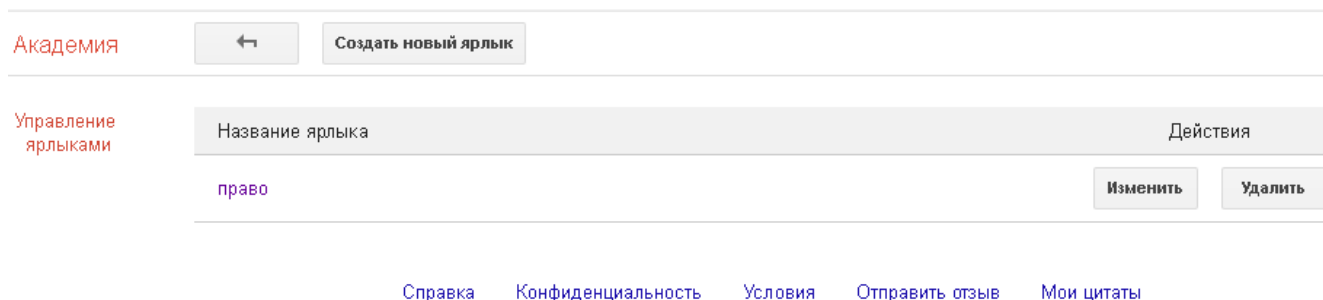 Академия
Создать новый ярлык
Управление
ярлыками
Название ярлыка Действия
право Изменить Удалить
Справка Конфиденциальность Условия Отправить отзыв Мои цитаты